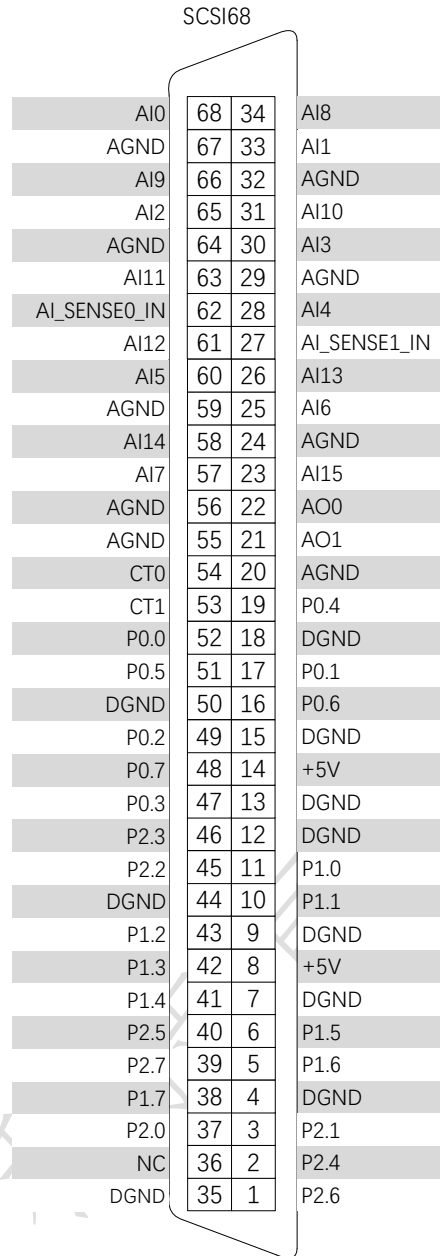 SCSI68
AI0 68 34 AI8
AGND 67 33 AI1
AI9 66 32 AGND
AI2 65 31 AI10
AGND 64 30 AI3
AI11 63 29 AGND
AI_SENSE0_IN 62 28 AI4
AI12 61 27 AI_SENSE1_IN
AI5 60 26 AI13
AGND 59 25 AI6
AI14 58 24 AGND
AI7 57 23 AI15
AGND 56 22 AO0
AGND 55 21 AO1
CT0 54 20 AGND
CT1 53 19 P0.4
P0.0 52 18 DGND
P0.5 51 17 P0.1
DGND 50 16 P0.6
P0.2 49 15 DGND
P0.7 48 14 +5V
P0.3 47 13 DGND
P2.3 46 12 DGND
P2.2 45 11 P1.0
DGND 44 10 P1.1
P1.2 43 9 DGND
P1.3 42 8 +5V
P1.4 41 7 DGND
P2.5 40 6 P1.5
P2.7 39 5 P1.6
P1.7 38 4 DGND
P2.0 37 3 P2.1
NC 36 2 P2.4
DGND 35 1 P2.6